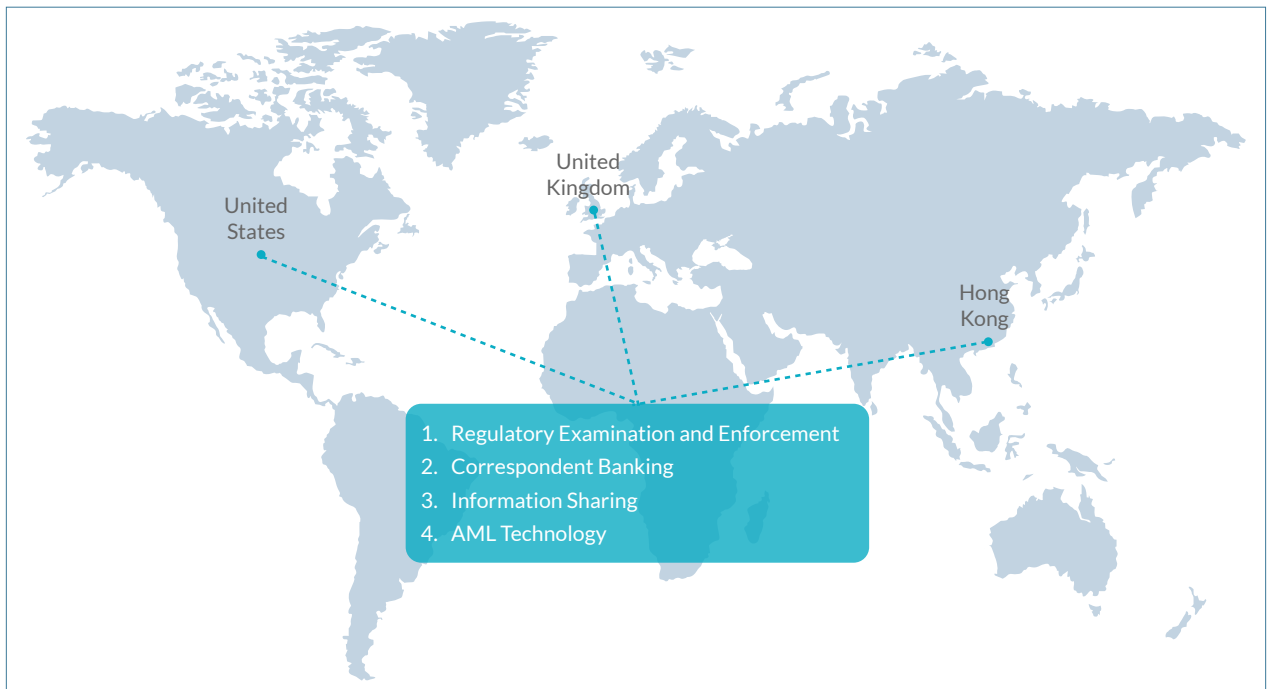 United
Kingdom
United
States
Hong
Kong
1. Regulatory Examination and Enforcement
2. Correspondent Banking
3. Information Sharing
4. AML Technology